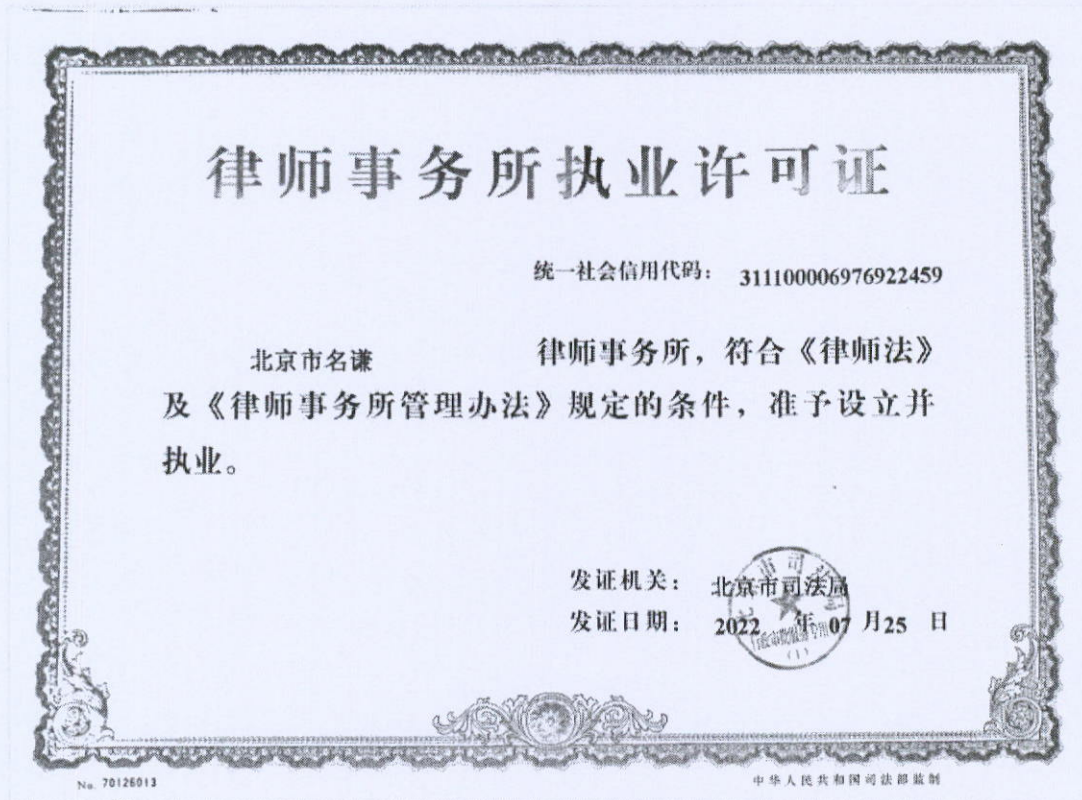 律师事务所执业许可证
统一社会信用代码: 311100006976922459
北京市名谦 律师事务所，符合《律师法》
及《律师事务所管理办法》规定的条件，准予设立并
执业。
发证机关: 北京市司法局
发证日期: 2022 年 07 月 25 日
(1)
No. 70126013
中华人民共和国司法部监制